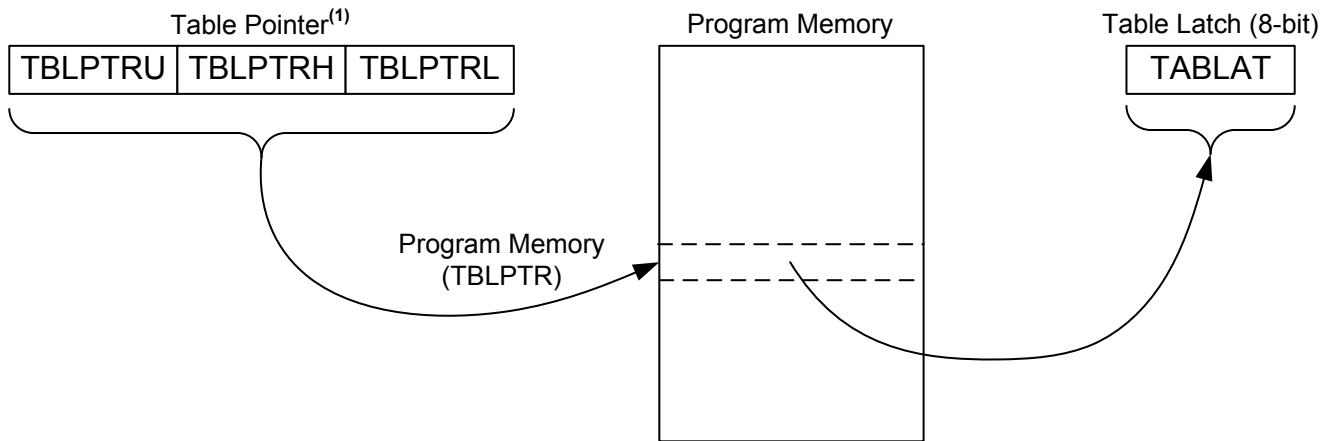 Table Pointer(1)
TBLPTRU TBLPTRH TBLPTRL
Program Memory
Table Latch (8-bit)
TABLAT
Program Memory
(TBLPTR)